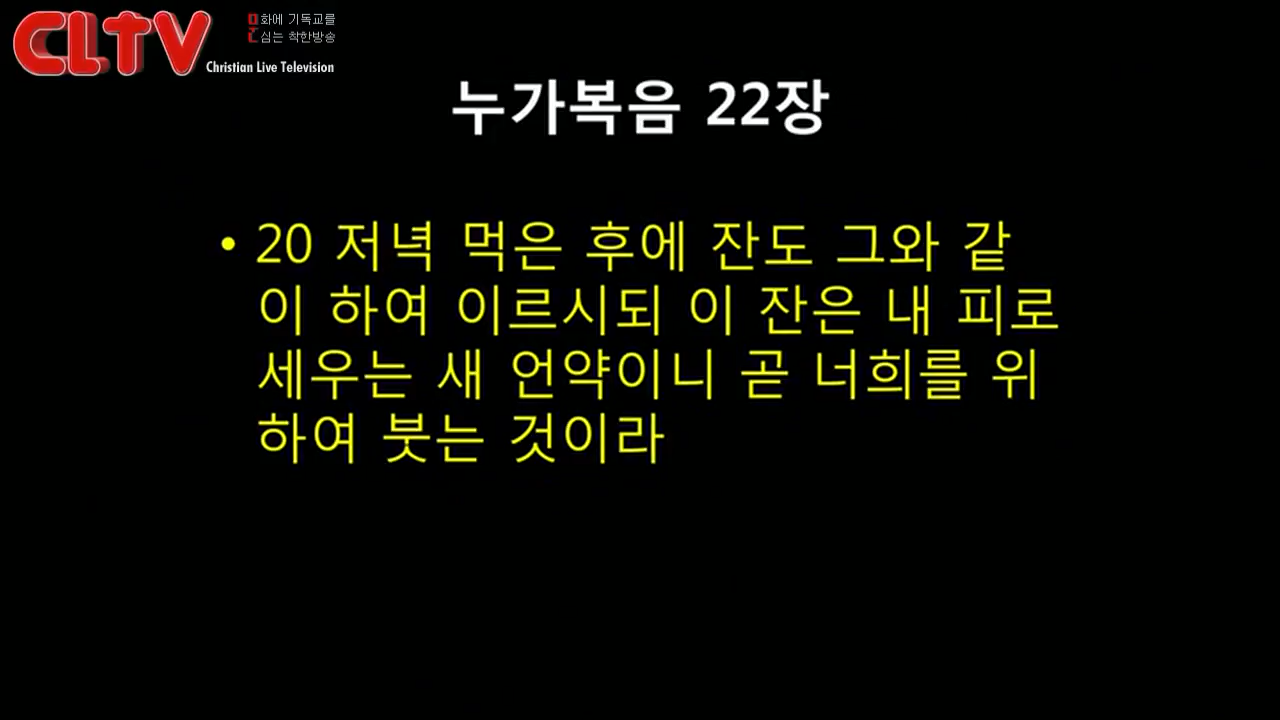 CLTV
화에 기독교를
심는 착한방송
Christian Live Television
누가복음 22장
• 20 저녁 먹은 후에 잔도 그와 같
이 하여 이르시되 이 잔은 내 피로
세우는 새 언약이니 곧 너희를 위
하여 붓는 것이라